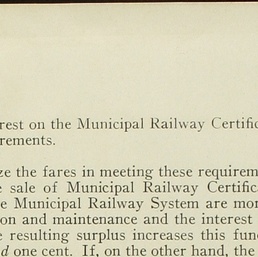 rest on the Municipal Railway Certific
rements.
ze the fares in meeting these requirem
e sale of Municipal Railway Certific
e Municipal Railway System are mor
on and maintenance and the interest
e resulting surplus increases this fun
d one cent. If, on the other hand, the